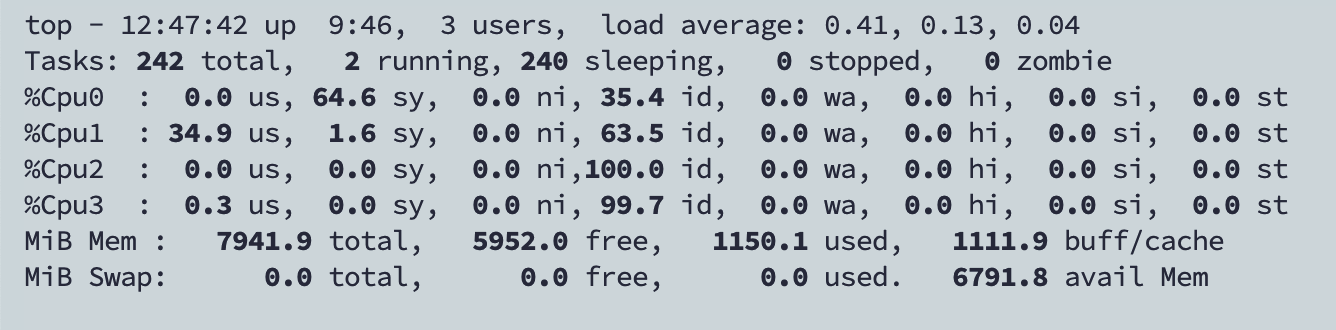 top - 12:47:42 up  9:46,  3 users,  load average: 0.41, 0.13, 0.04
Tasks: 242 total,   2 running, 240 sleeping,   0 stopped,   0 zombie
%Cpu0  :  0.0 us, 64.6 sy,  0.0 ni, 35.4 id,  0.0 wa,  0.0 hi,  0.0 si,  0.0 st
%Cpu1  : 34.9 us,  1.6 sy,  0.0 ni, 63.5 id,  0.0 wa,  0.0 hi,  0.0 si,  0.0 st
%Cpu2  :  0.0 us,  0.0 sy,  0.0 ni,100.0 id,  0.0 wa,  0.0 hi,  0.0 si,  0.0 st
%Cpu3  :  0.3 us,  0.0 sy,  0.0 ni, 99.7 id,  0.0 wa,  0.0 hi,  0.0 si,  0.0 st
MiB Mem :   7941.9 total,   5952.0 free,   1150.1 used,   1111.9 buff/cache
MiB Swap:      0.0 total,      0.0 free,      0.0 used.   6791.8 avail Mem